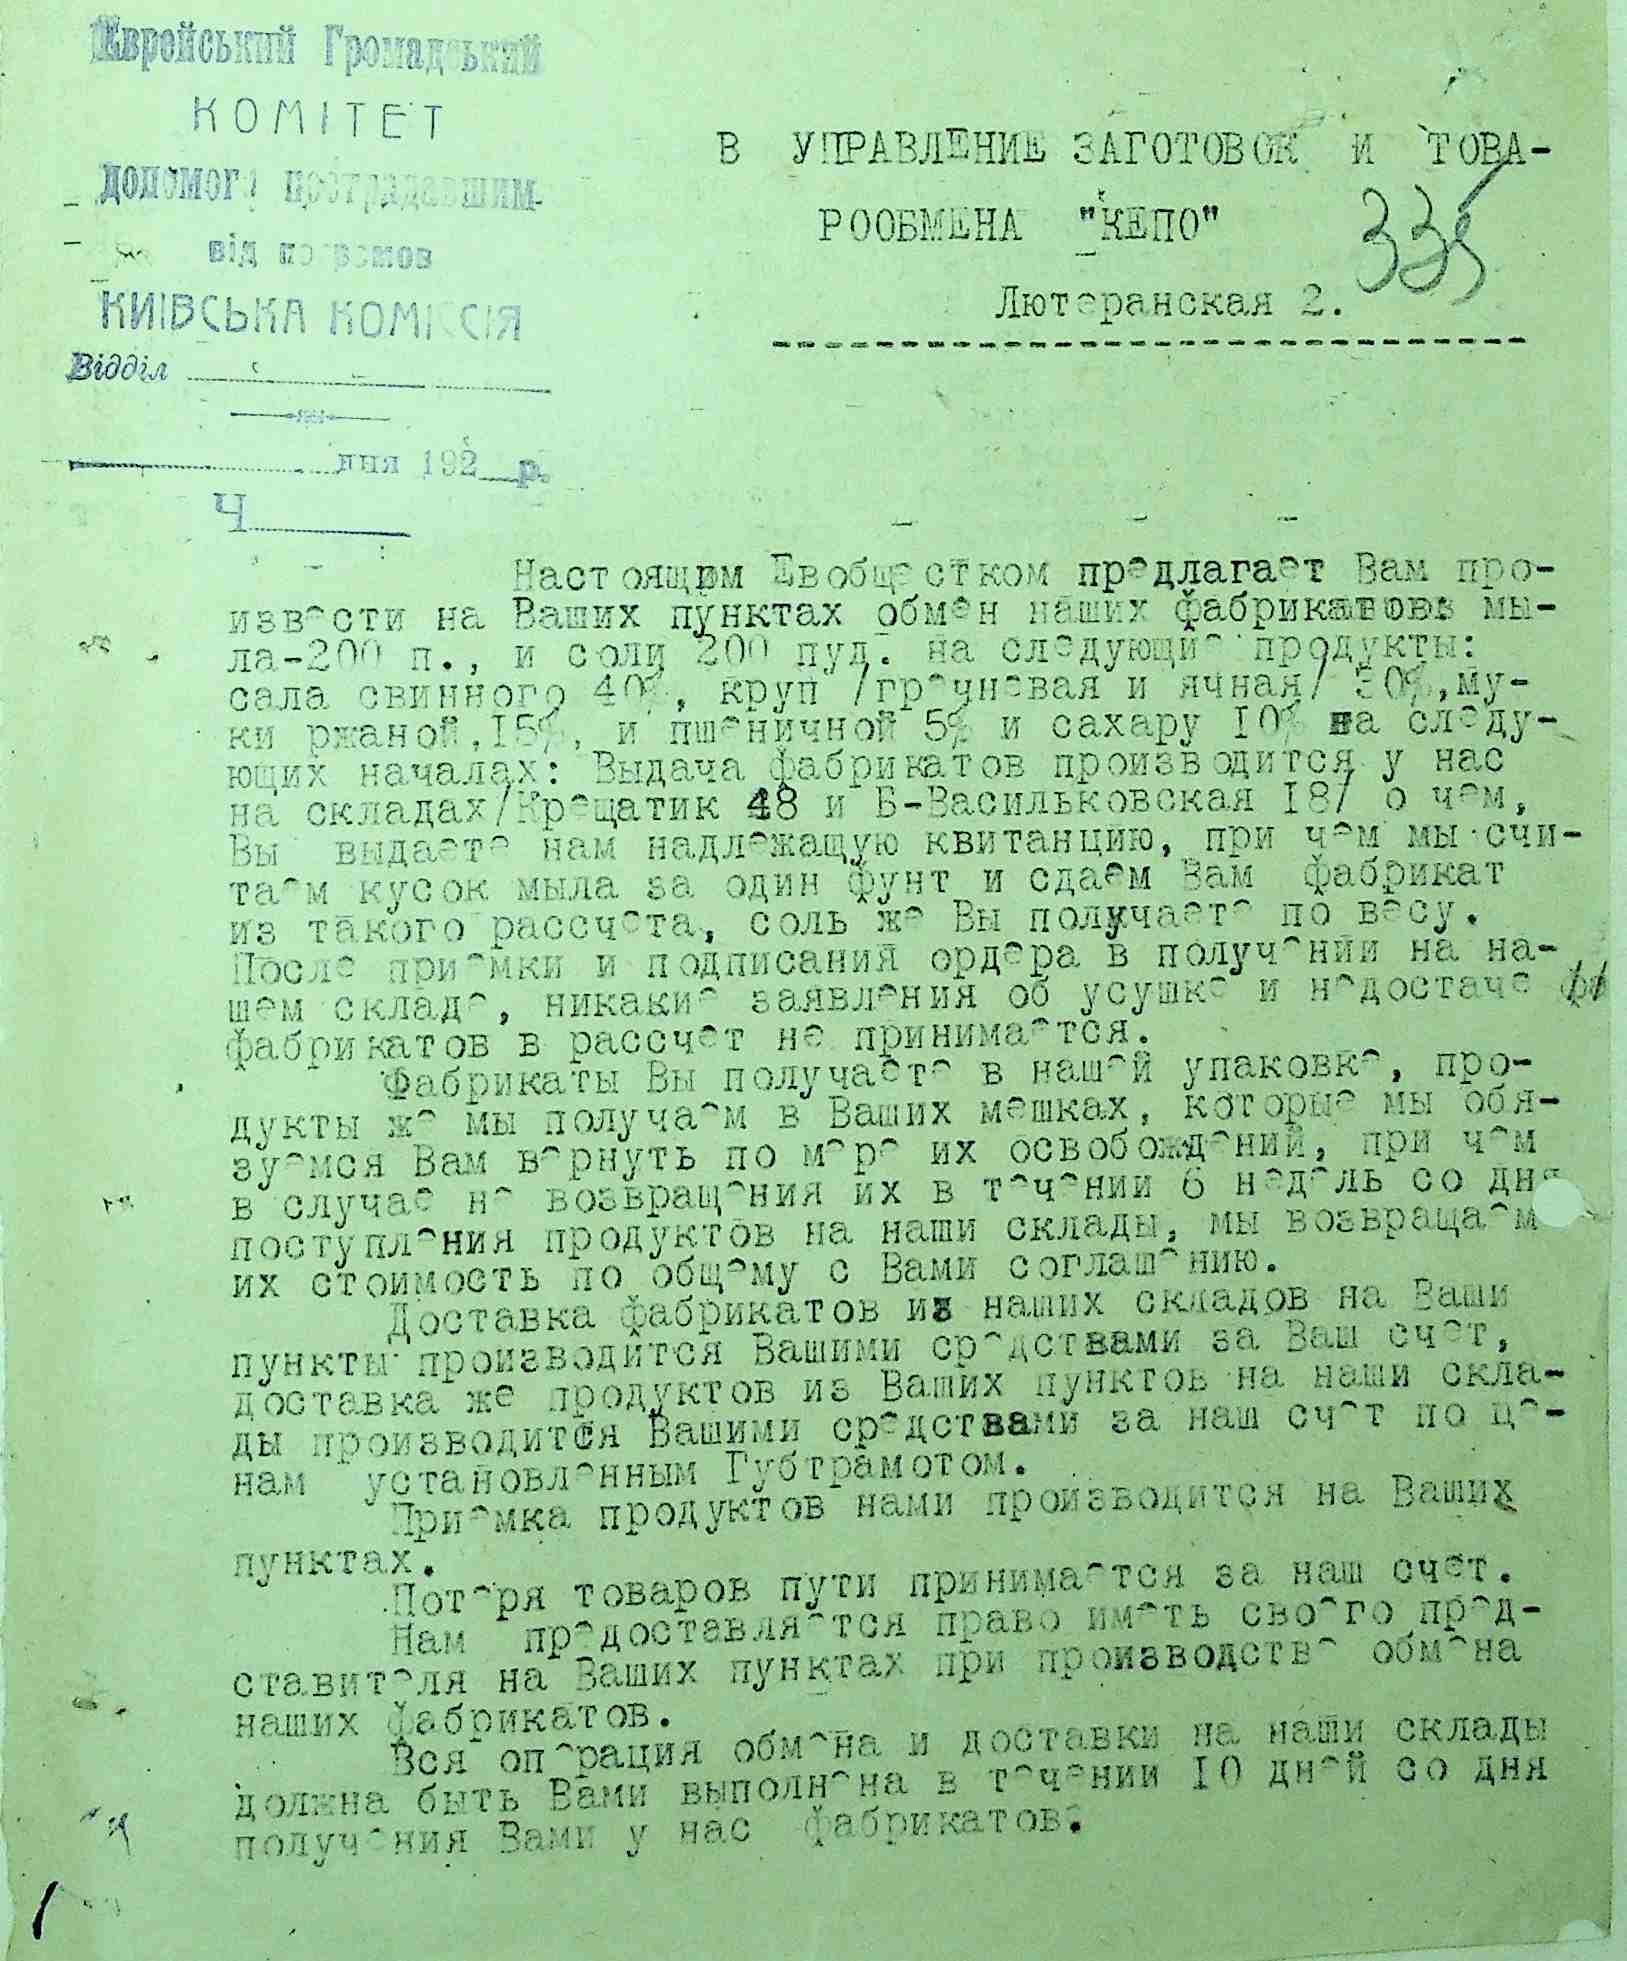 Еврейський Громадський
КОМІТЕТ
допомоги пострадавшим
від погромов
КИІВСЬКА КОМІССІЯ
Відділ
дня 192 р.
Ч
В УПРАВЛЕНИЕ ЗАГОТОВОК И ТОВА-
РООБМЕНА "КЕПО"
335
Лютеранская 2.
Настоящим Евобщестком предлагает Вам про-
извести на Ваших пунктах обмен наших фабрикатов: мы-
ла-200 п., и соли 200 пуд. на следующие продукты:
сала свинного 40%, круп /гречневая и ячная/ 30%,му-
ки ржаной,15%, и пшеничной 5% и сахару 10% на следу-
ющих началах: Выдача фабрикатов производится у нас
на складах/Крещатик 48 и Б-Васильковская 18/ о чем,
Вы выдаете нам надлежащую квитанцию, при чем мы счи-
таем кусок мыла за один фунт и сдаем Вам фабрикат
из такого рассчета, соль же Вы получаете по весу.
После приемки и подписания ордера в получении на на-
шем складе, никакие заявления об усушке и недостаче фф
фабрикатов в рассчет не принимается.
Фабрикаты Вы получаете в нашей упаковке, про-
дукты же мы получаем в Ваших мешках, которые мы обя-
зуемся Вам вернуть по мере их освобождений, при чем
в случае не возвращения их в течении 6 недель со дня
поступления продуктов на наши склады, мы возвращаем
их стоимость по общему с Вами соглашению.
Доставка фабрикатов из наших складов на Ваши
пункты производится Вашими средствами за Ваш счет,
доставка же продуктов из Ваших пунктов на наши скла-
ды производится Вашими средствами за наш счет по це-
нам установленным Губтрамотом.
Приемка продуктов нами производится на Ваших
пунктах.
Потеря товаров пути принимается за наш счет.
Нам предоставляется право иметь своего пред-
ставителя на Ваших пунктах при производстве обмена
наших фабрикатов.
Вся операция обмена и доставки на наши склады
должна быть Вами выполнена в течении 10 дней со дня
получения Вами у нас фабрикатов.